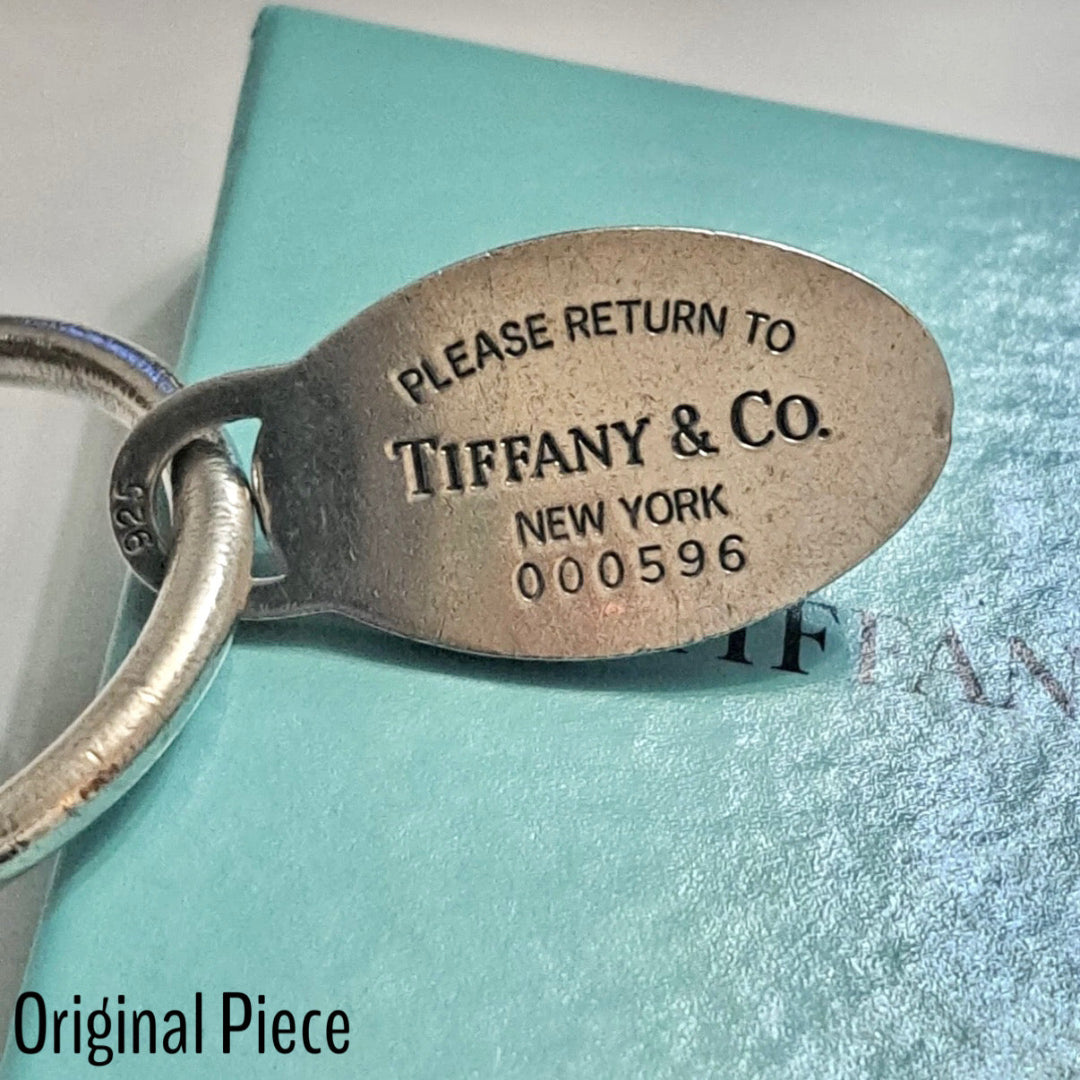 PLEASE RETURN TO
TIFFANY & CO.
NEW YORK
000596
925
Original Piece